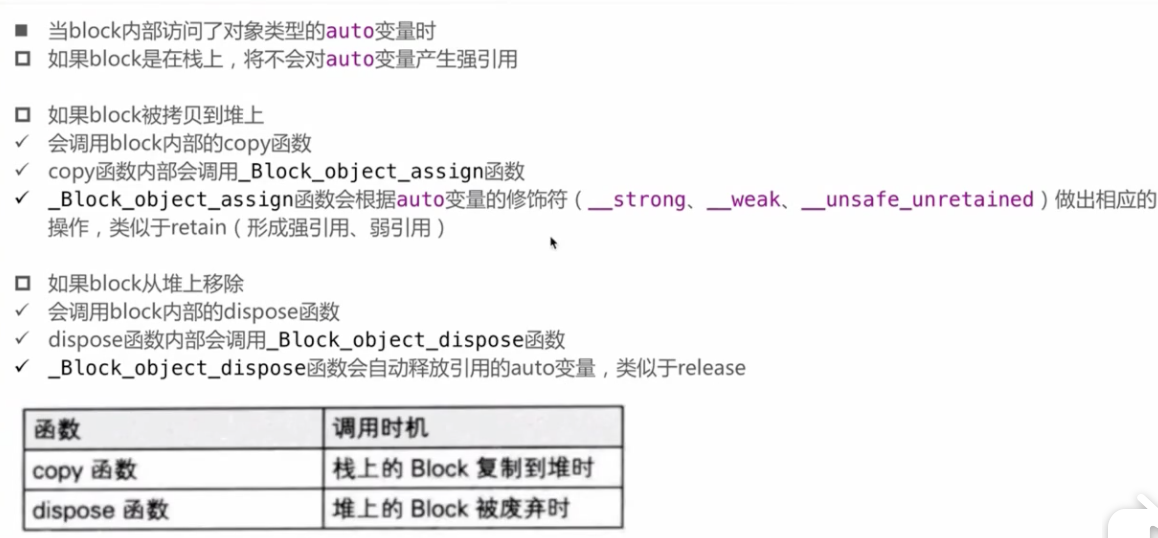 当block内部访问了对象类型的auto变量时
如果block是在栈上，将不会对auto变量产生强引用
如果block被拷贝到堆上
会调用block内部的copy函数
copy函数内部会调用_Block_object_assign函数
_Block_object_assign函数会根据auto变量的修饰符（__strong、__weak、__unsafe_unretained）做出相应的
操作，类似于retain（形成强引用、弱引用）
如果block从堆上移除
会调用block内部的dispose函数
dispose函数内部会调用_Block_object_dispose函数
_Block_object_dispose函数会自动释放引用的auto变量，类似于release
函数 调用时机
copy 函数 栈上的 Block 复制到堆时
dispose 函数 堆上的 Block 被废弃时